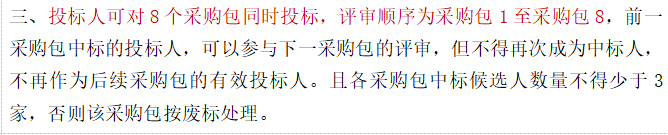 三、投标人可对 8 个采购包同时投标，评审顺序为采购包 1 至采购包 8，前一
采购包中标的投标人，可以参与下一采购包的评审，但不得再次成为中标人，
不再作为后续采购包的有效投标人。且各采购包中标候选人数量不得少于 3
家，否则该采购包按废标处理。